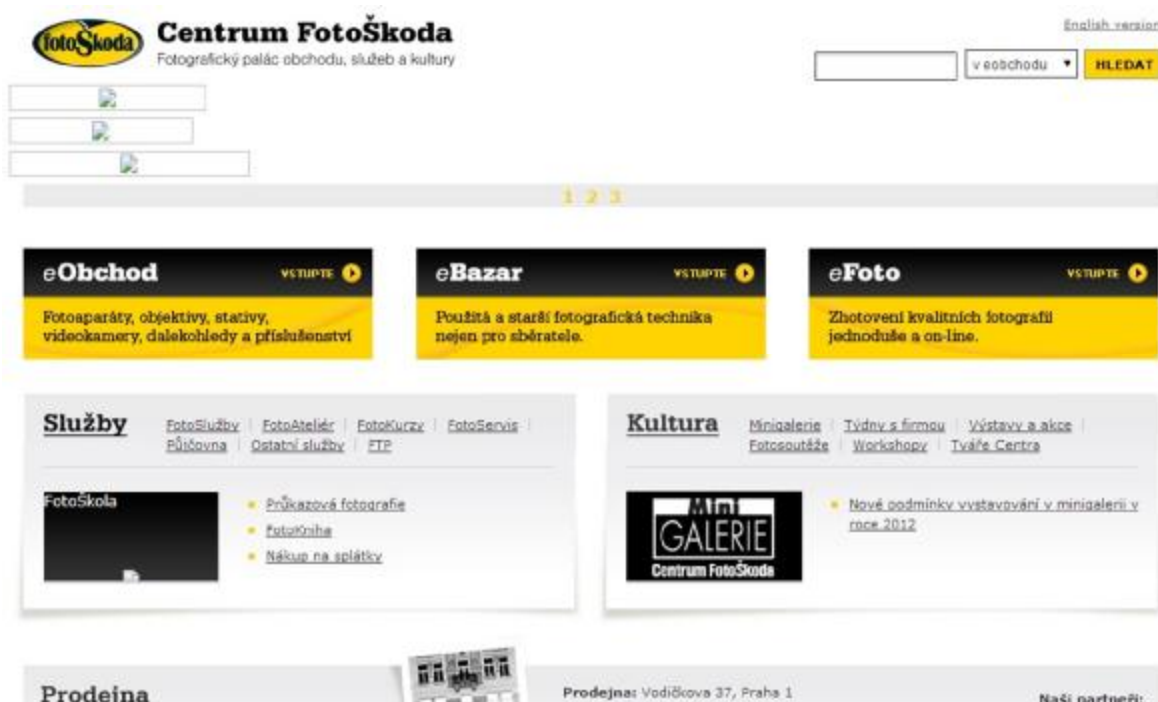 fotoŠkoda
Centrum FotoŠkoda
Fotografický palác obchodu, služeb a kultury
English version
v eobchodu
HLEDAT
1 2 3
eObchod
VSTUPTE
Fotoaparáty, objektivy, stativy,
videokamery, dalekohledy a příslušenství
eBazar
VSTUPTE
Použitá a starší fotografická technika
nejen pro sběratele.
eFoto
VSTUPTE
Zhotovení kvalitních fotografií
jednoduše a on-line.
Služby
FotoSlužby | FotoAteliér | FotoKurzy | FotoServis |
Půjčovna | Ostatní služby | FTP
FotoŠkola
Průkazová fotografie
FotoKniha
Nákup na splátky
Kultura
Minigalerie | Týdny s firmou | Výstavy a akce |
Fotosoutěže | Workshopy | Tváře Centra
Mini
GALERIE
Centrum FotoŠkoda
Nové podmínky vystavování v minigalerii v
roce 2012
Prodejna
Prodejna: Vodičkova 37, Praha 1
Naši partneři: